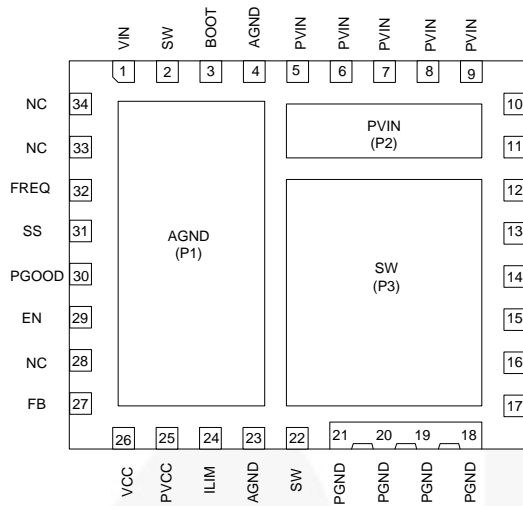 VIN SW BOOT AGND PVIN PVIN PVIN PVIN PVIN
1 2 3 4 5 6 7 8 9
NC 34 10
PVIN
(P2)
NC 33 11
FREQ 32 12
SS 31 13
AGND
(P1)
SW
(P3)
PGOOD 30 14
EN 29 15
NC 28 16
FB 27 17
26 25 24 23 22 21 20 19 18
VCC PVCC ILIM AGND SW PGND PGND PGND PGND